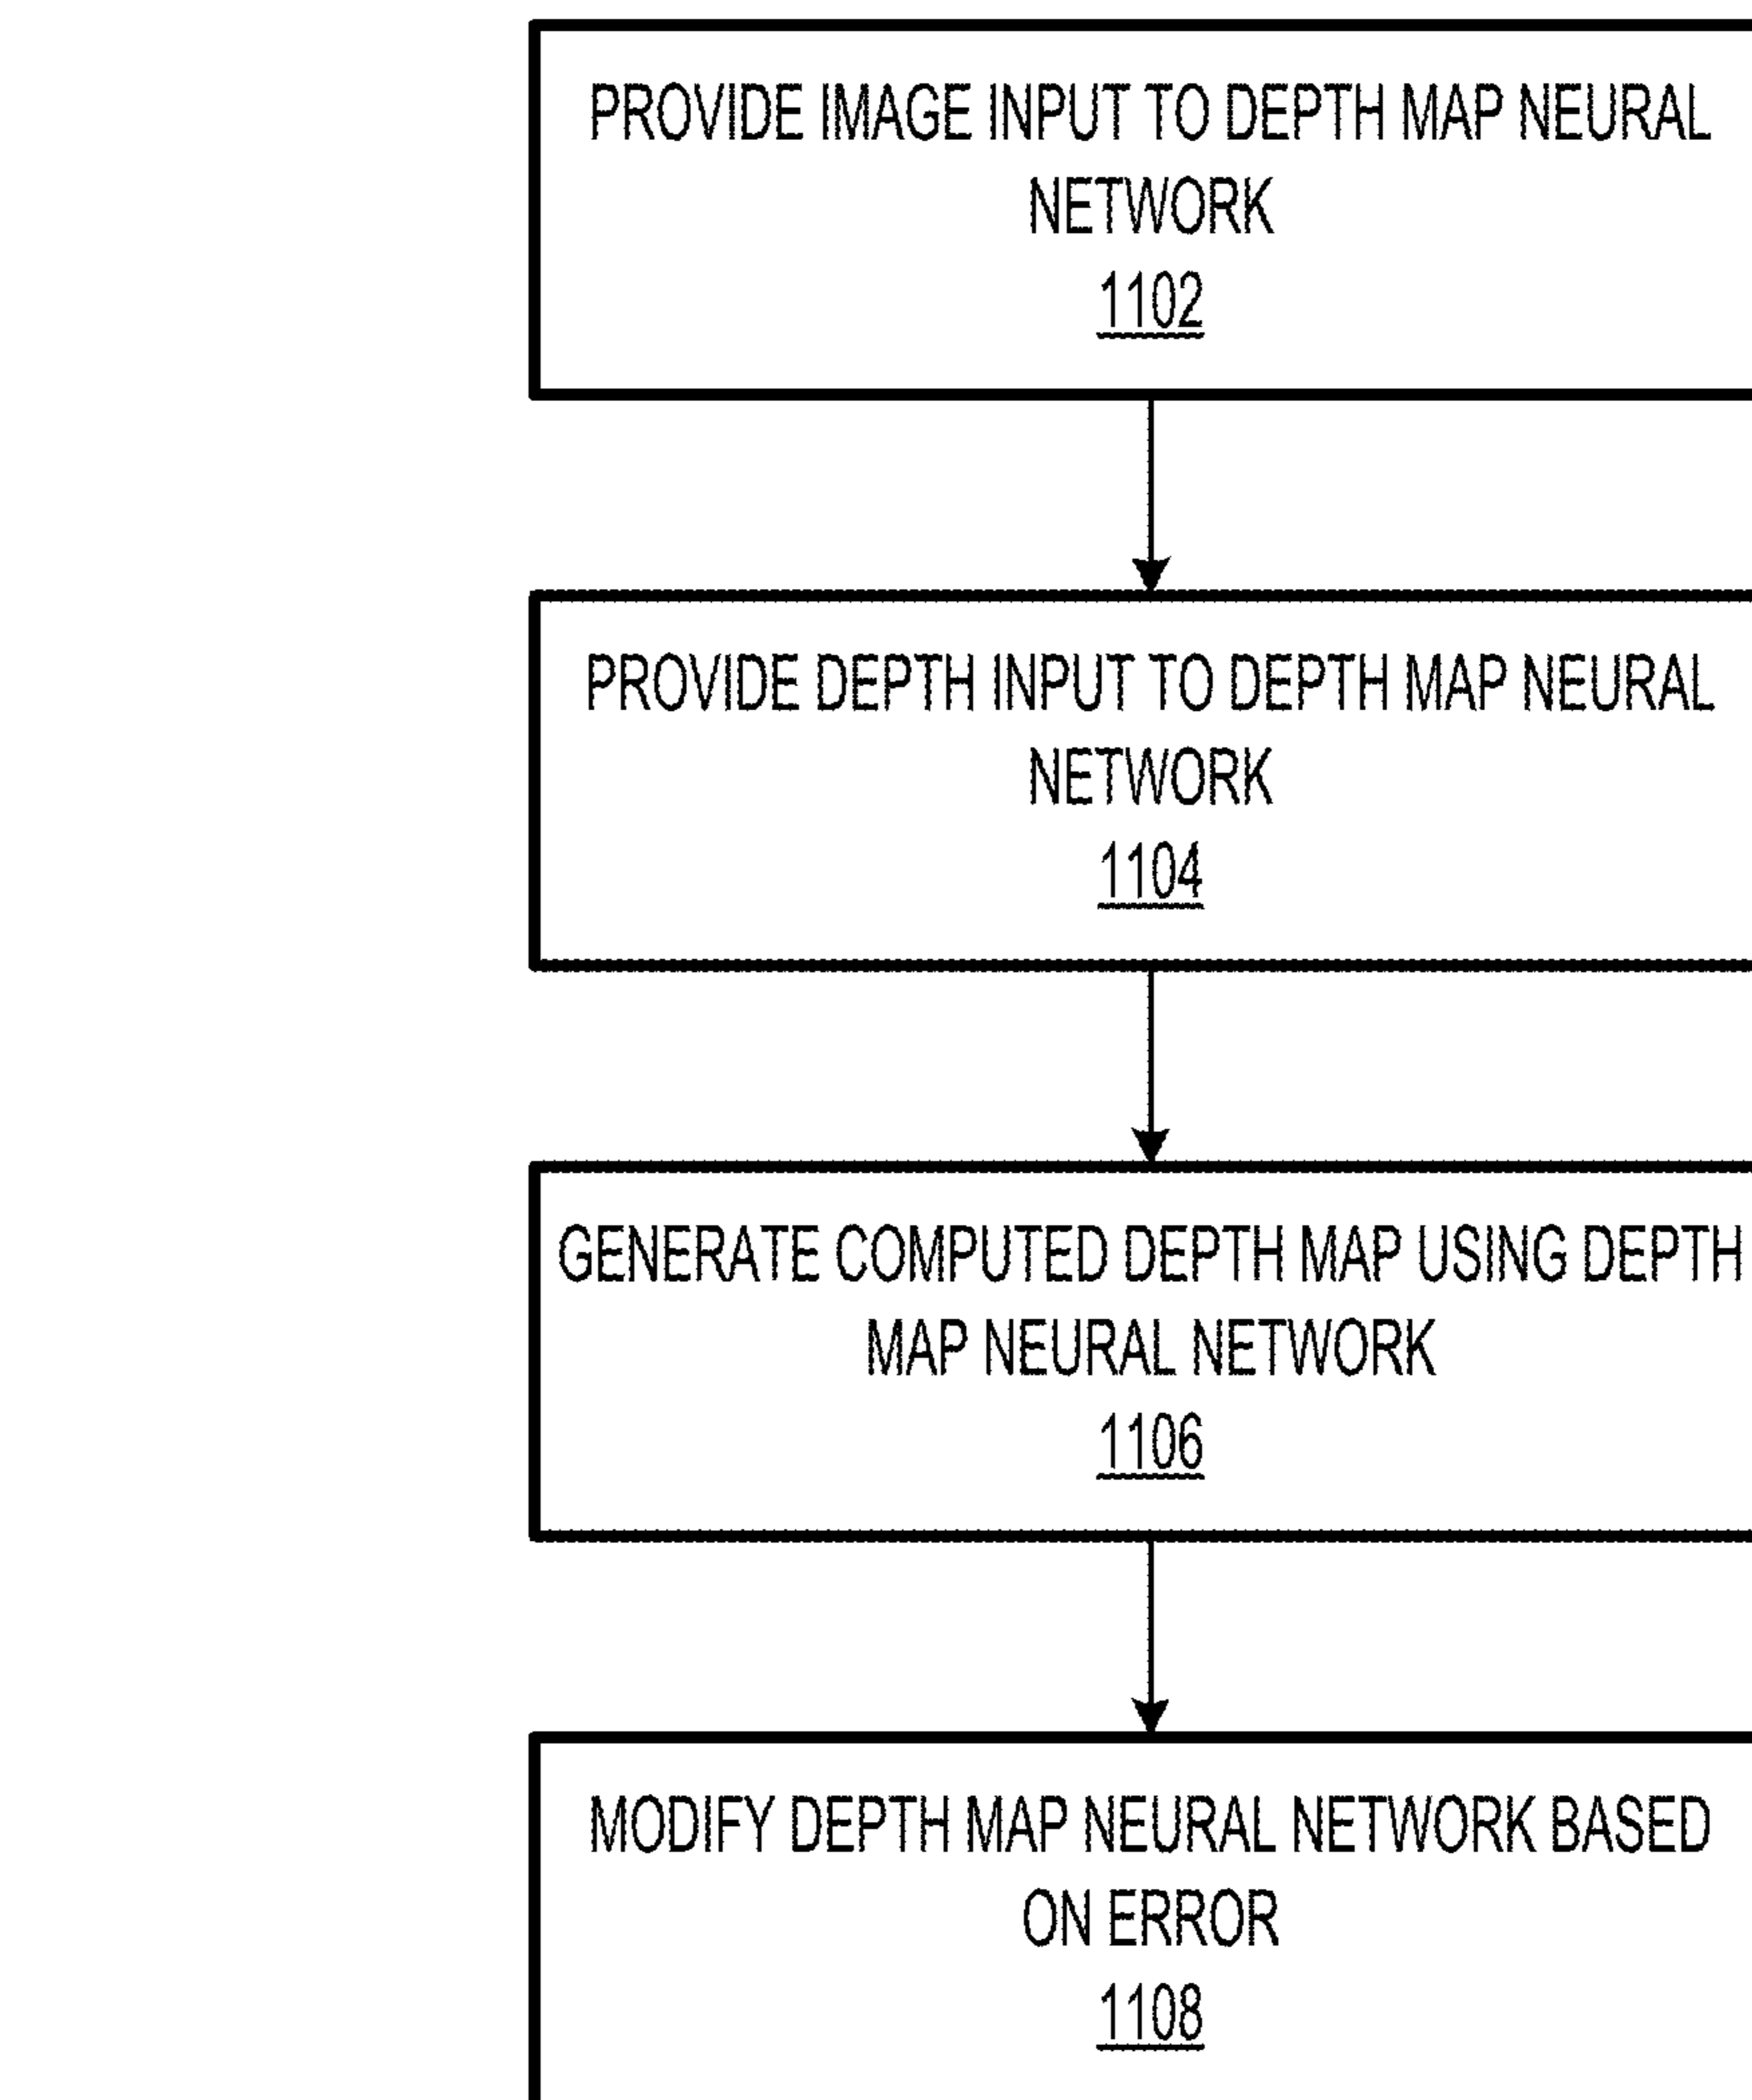 PROVIDE IMAGE INPUT TO DEPTH MAP NEURAL
NETWORK
1102
PROVIDE DEPTH INPUT TO DEPTH MAP NEURAL
NETWORK
1104
GENERATE COMPUTED DEPTH MAP USING DEPTH
MAP NEURAL NETWORK
1106
MODIFY DEPTH MAP NEURAL NETWORK BASED
ON ERROR
1108